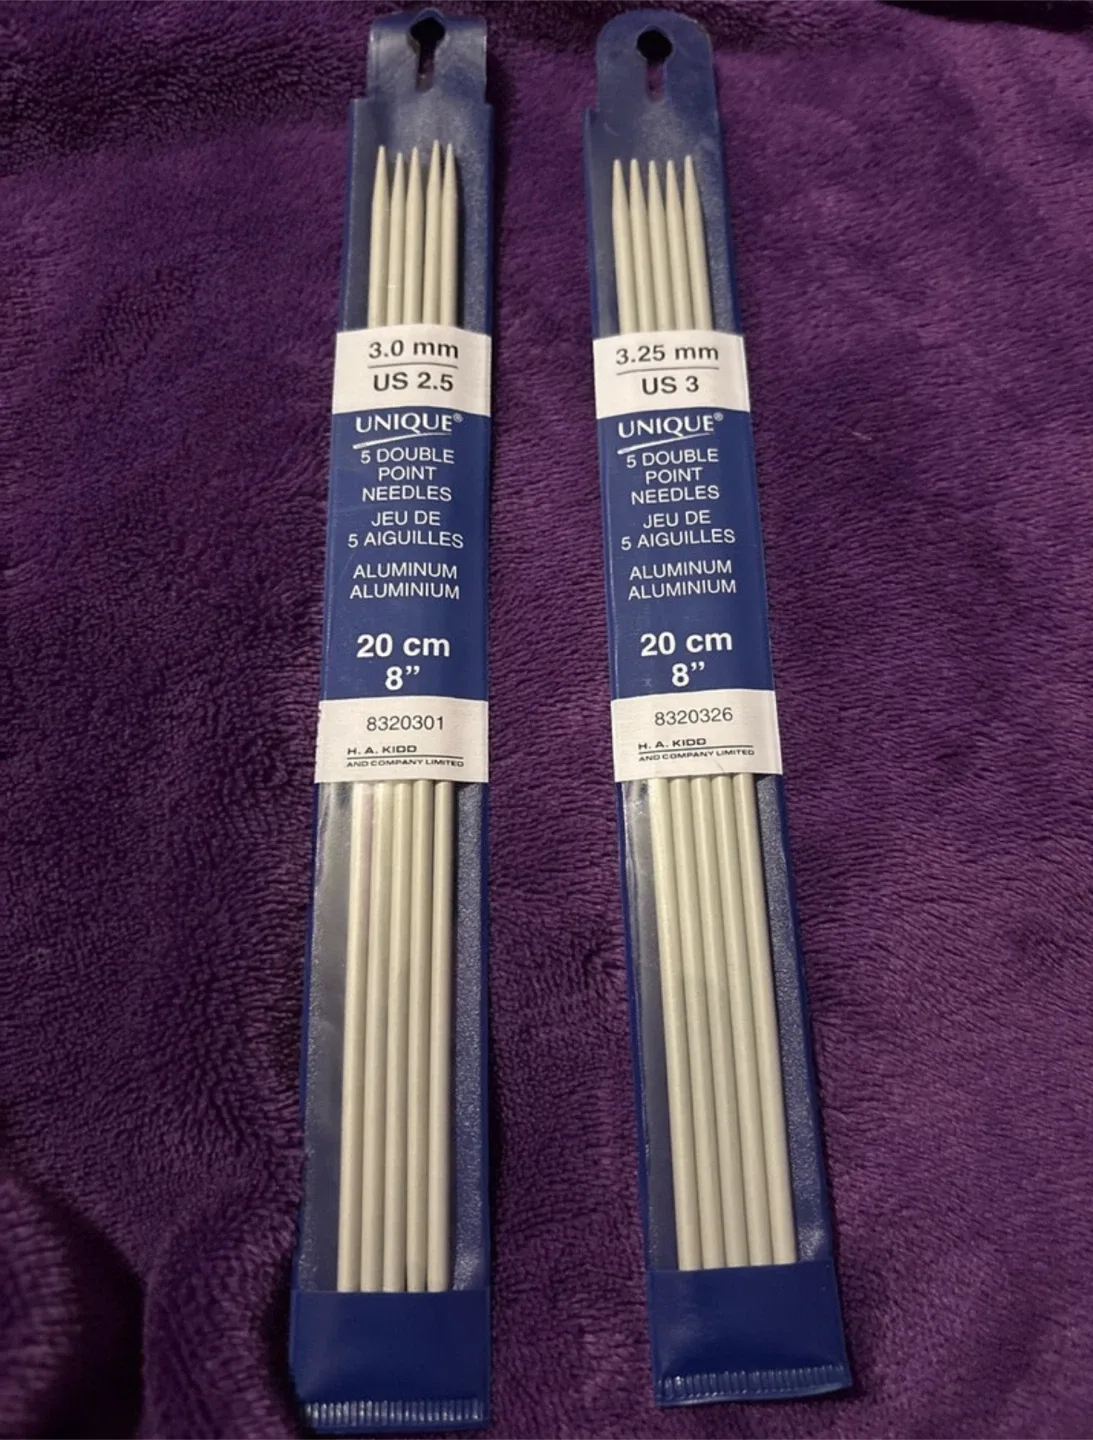 3.0 mm
US 2.5
UNIQUE®
5 DOUBLE
POINT
NEEDLES
JEU DE
5 AIGUILLES
ALUMINUM
ALUMINIUM
20 cm
8”
8320301
H. A. KIDD
AND COMPANY LIMITED
3.25 mm
US 3
UNIQUE®
5 DOUBLE
POINT
NEEDLES
JEU DE
5 AIGUILLES
ALUMINUM
ALUMINIUM
20 cm
8”
8320326
H. A. KIDD
AND COMPANY LIMITED